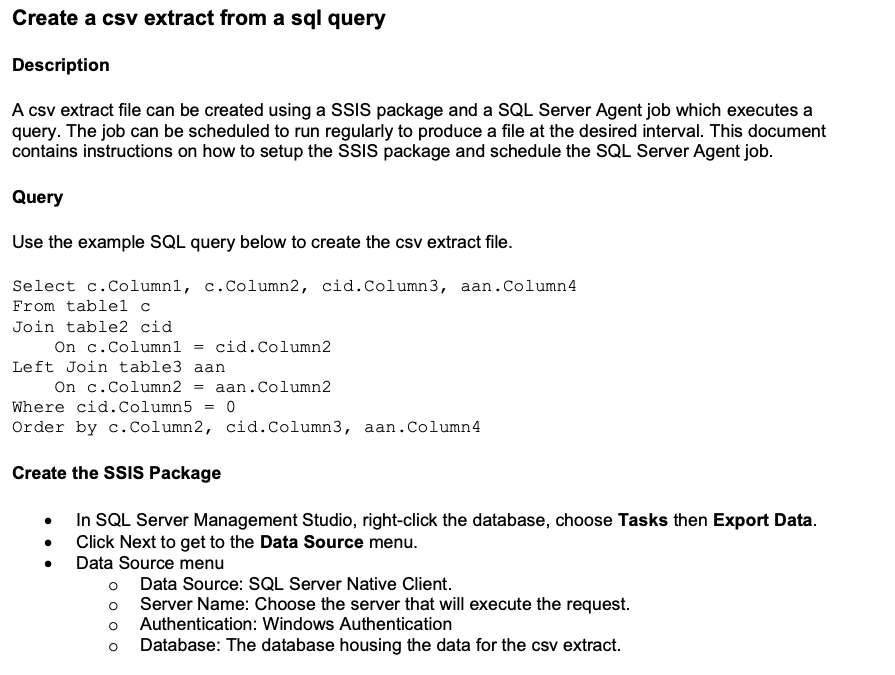 Create a csv extract from a sql query
Description
A csv extract file can be created using a SSIS package and a SQL Server Agent job which executes a
query. The job can be scheduled to run regularly to produce a file at the desired interval. This document
contains instructions on how to setup the SSIS package and schedule the SQL Server Agent job.
Query
Use the example SQL query below to create the csv extract file.
Select c.Column1, c.Column2, cid.Column3, aan.Column4
From table1 c
Join table2 cid
    On c.Column1 = cid.Column2
Left Join table3 aan
    On c.Column2 = aan.Column2
Where cid.Column5 = 0
Order by c.Column2, cid.Column3, aan.Column4
Create the SSIS Package
• In SQL Server Management Studio, right-click the database, choose Tasks then Export Data.
• Click Next to get to the Data Source menu.
• Data Source menu
o Data Source: SQL Server Native Client.
o Server Name: Choose the server that will execute the request.
o Authentication: Windows Authentication
o Database: The database housing the data for the csv extract.